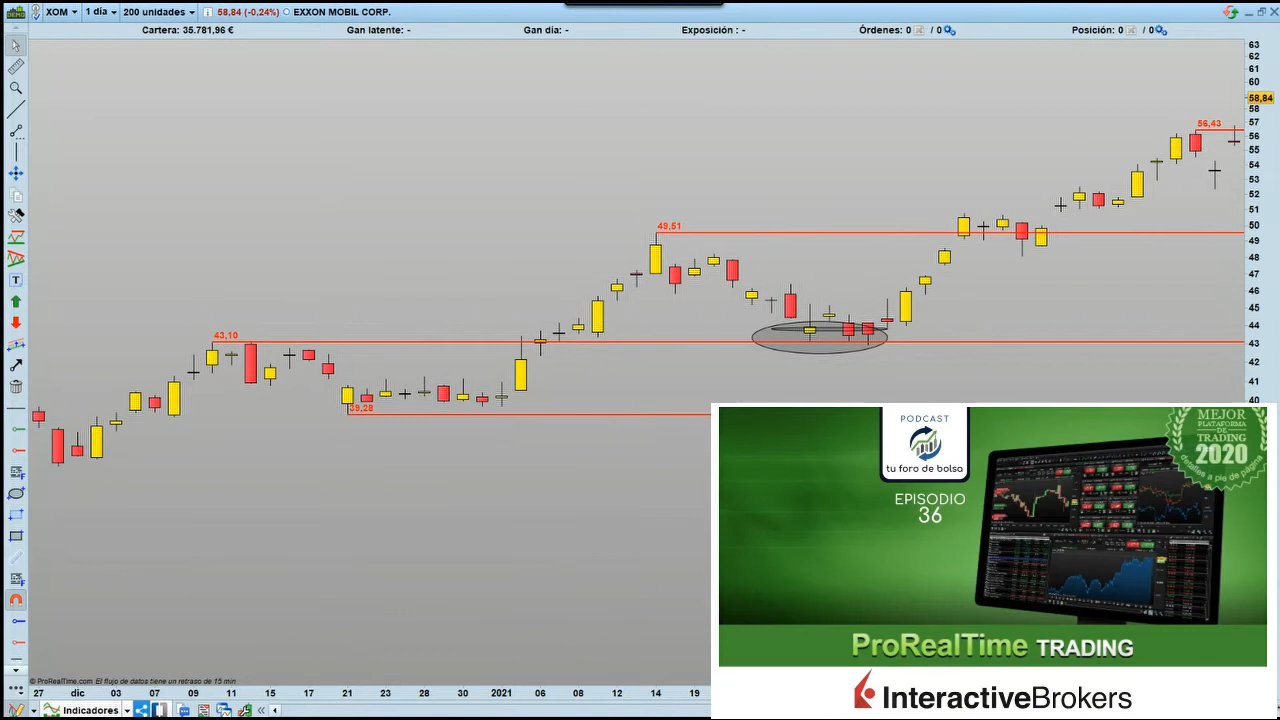 XOM
1 día
200 unidades
58,84 (-0.24%)
EXXON MOBIL CORP.
Cartera: 35.781,96 €
Gan latente: -
Gan día: -
Exposición : -
Órdenes: 0 / 0
Posición: 0 / 0
63
62
61
60
58,84
58
57
56
55
54
53
52
51
50
49
48
47
46
45
44
43
42
41
40
56,43
49,51
43,10
39,28
PODCAST
tu foro de bolsa
EPISODIO
36
MEJOR
PLATAFORMA
DE
TRADING
2020
detalles a pie de página
ProRealTime TRADING
InteractiveBrokers
© ProRealTime.com El flujo de datos tiene un retraso de 15 min
27 dic 03 07 09 11 15 17 21 23 28 30 2021 06 08 12 14 19
Indicadores